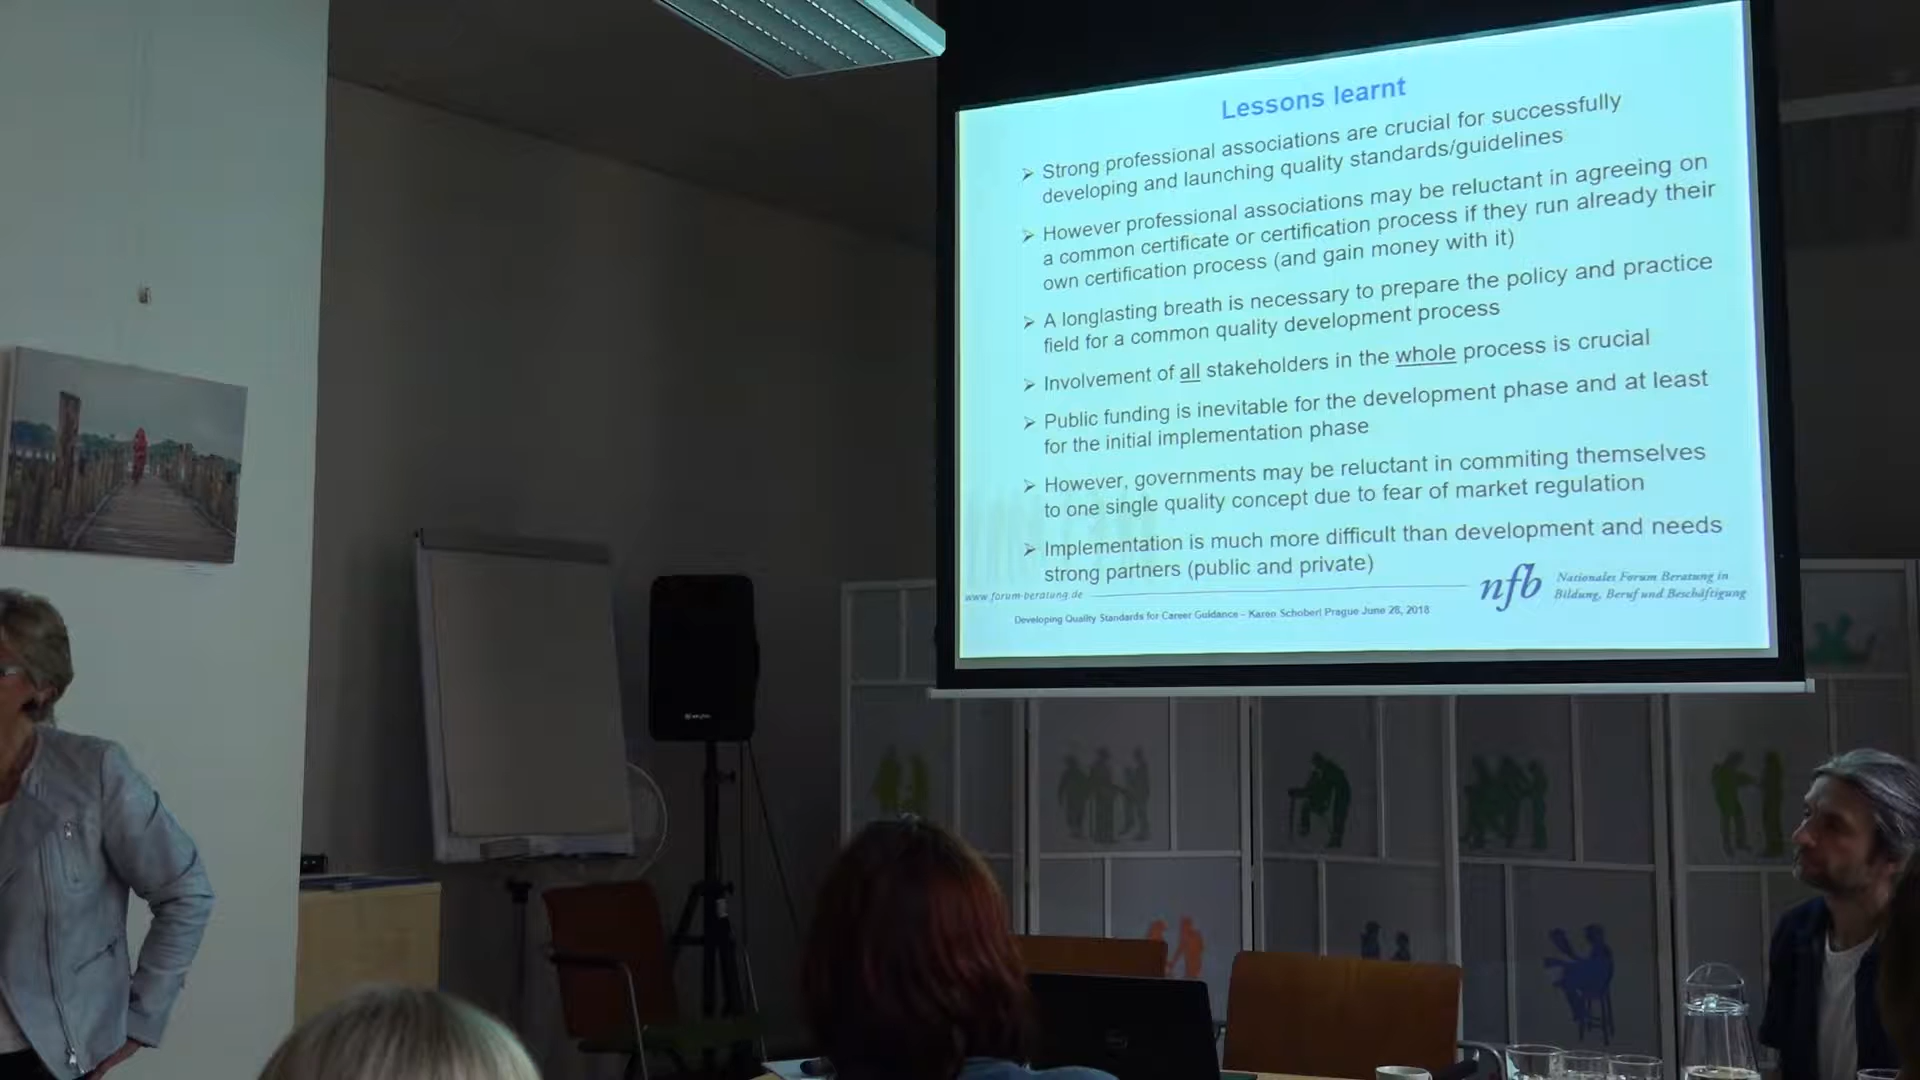 Lessons learnt
➢ Strong professional associations are crucial for successfully
developing and launching quality standards/guidelines
➢ However professional associations may be reluctant in agreeing on
a common certificate or certification process if they run already their
own certification process (and gain money with it)
➢ A longlasting breath is necessary to prepare the policy and practice
field for a common quality development process
➢ Involvement of all stakeholders in the whole process is crucial
➢ Public funding is inevitable for the development phase and at least
for the initial implementation phase
➢ However, governments may be reluctant in commiting themselves
to one single quality concept due to fear of market regulation
➢ Implementation is much more difficult than development and needs
strong partners (public and private)
www.forum-beratung.de
nfb
Nationales Forum Beratung in
Bildung, Beruf und Beschäftigung
Developing Quality Standards for Career Guidance – Karen Schober| Prague June 28, 2018